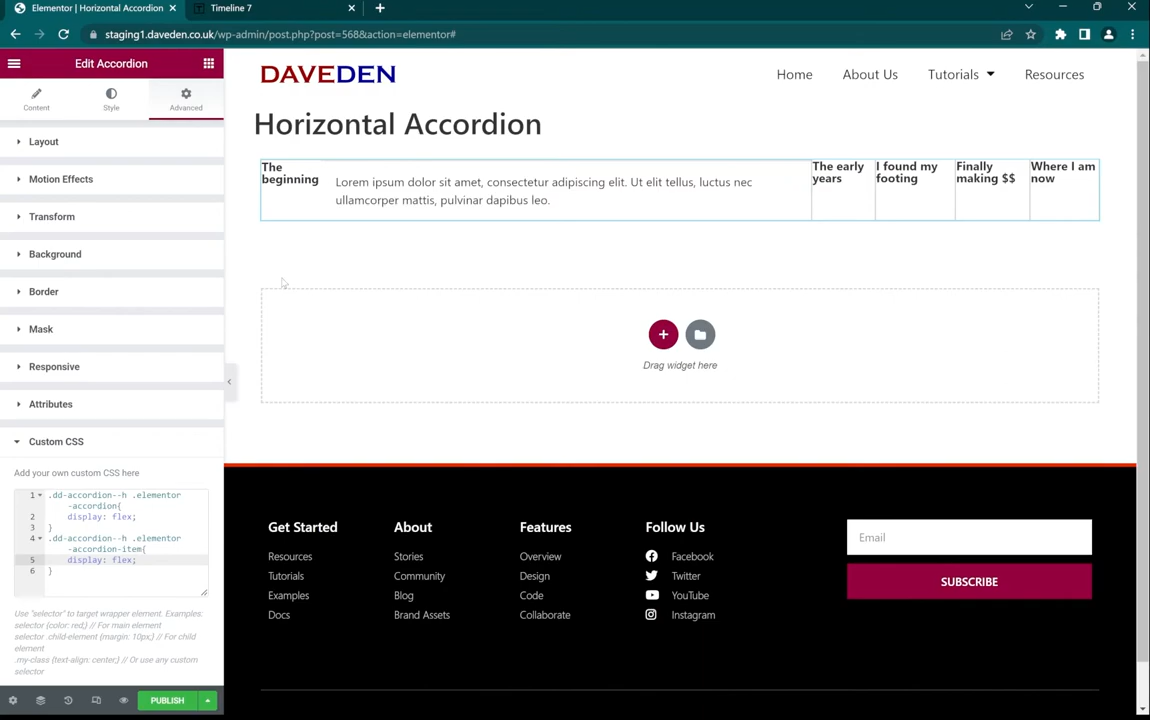 Elementor | Horizontal Accordion
Timeline 7
staging1.daveden.co.uk/wp-admin/post.php?post=568&action=elementor#
Edit Accordion
Content
Style
Advanced
Layout
Motion Effects
Transform
Background
Border
Mask
Responsive
Attributes
Custom CSS
Add your own custom CSS here
1 .dd-accordion--h .elementor
-accordion{
2 display: flex;
3 }
4 .dd-accordion--h .elementor
-accordion-item{
5 display: flex;
6 }
Use "selector" to target wrapper element. Examples:
selector {color: red;} // For main element
selector .child-element {margin: 10px;} // For child
element
.my-class {text-align: center;} // Or use any custom
selector
PUBLISH
DAVEDEN
Home
About Us
Tutorials
Resources
Horizontal Accordion
The
beginning
Lorem ipsum dolor sit amet, consectetur adipiscing elit. Ut elit tellus, luctus nec
ullamcorper mattis, pulvinar dapibus leo.
The early
years
I found my
footing
Finally
making $$
Where I am
now
Drag widget here
Get Started
Resources
Tutorials
Examples
Docs
About
Stories
Community
Blog
Brand Assets
Features
Overview
Design
Code
Collaborate
Follow Us
Facebook
Twitter
YouTube
Instagram
Email
SUBSCRIBE